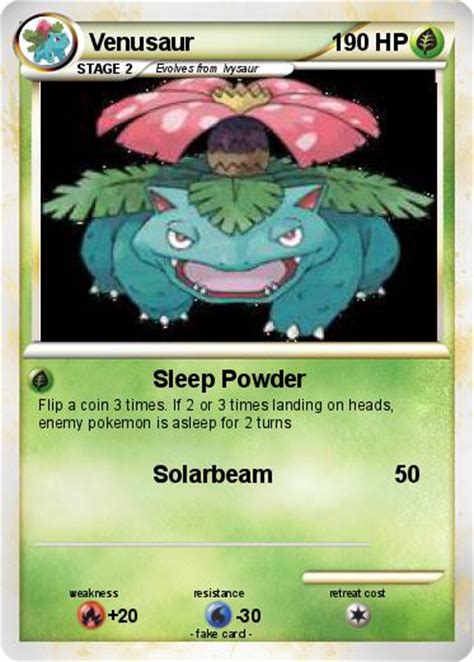 Venusaur 190 HP
STAGE 2 Evolves from Ivysaur
Sleep Powder
Flip a coin 3 times. If 2 or 3 times landing on heads,
enemy pokemon is asleep for 2 turns
Solarbeam 50
weakness resistance retreat cost
+20 -30
- fake card -